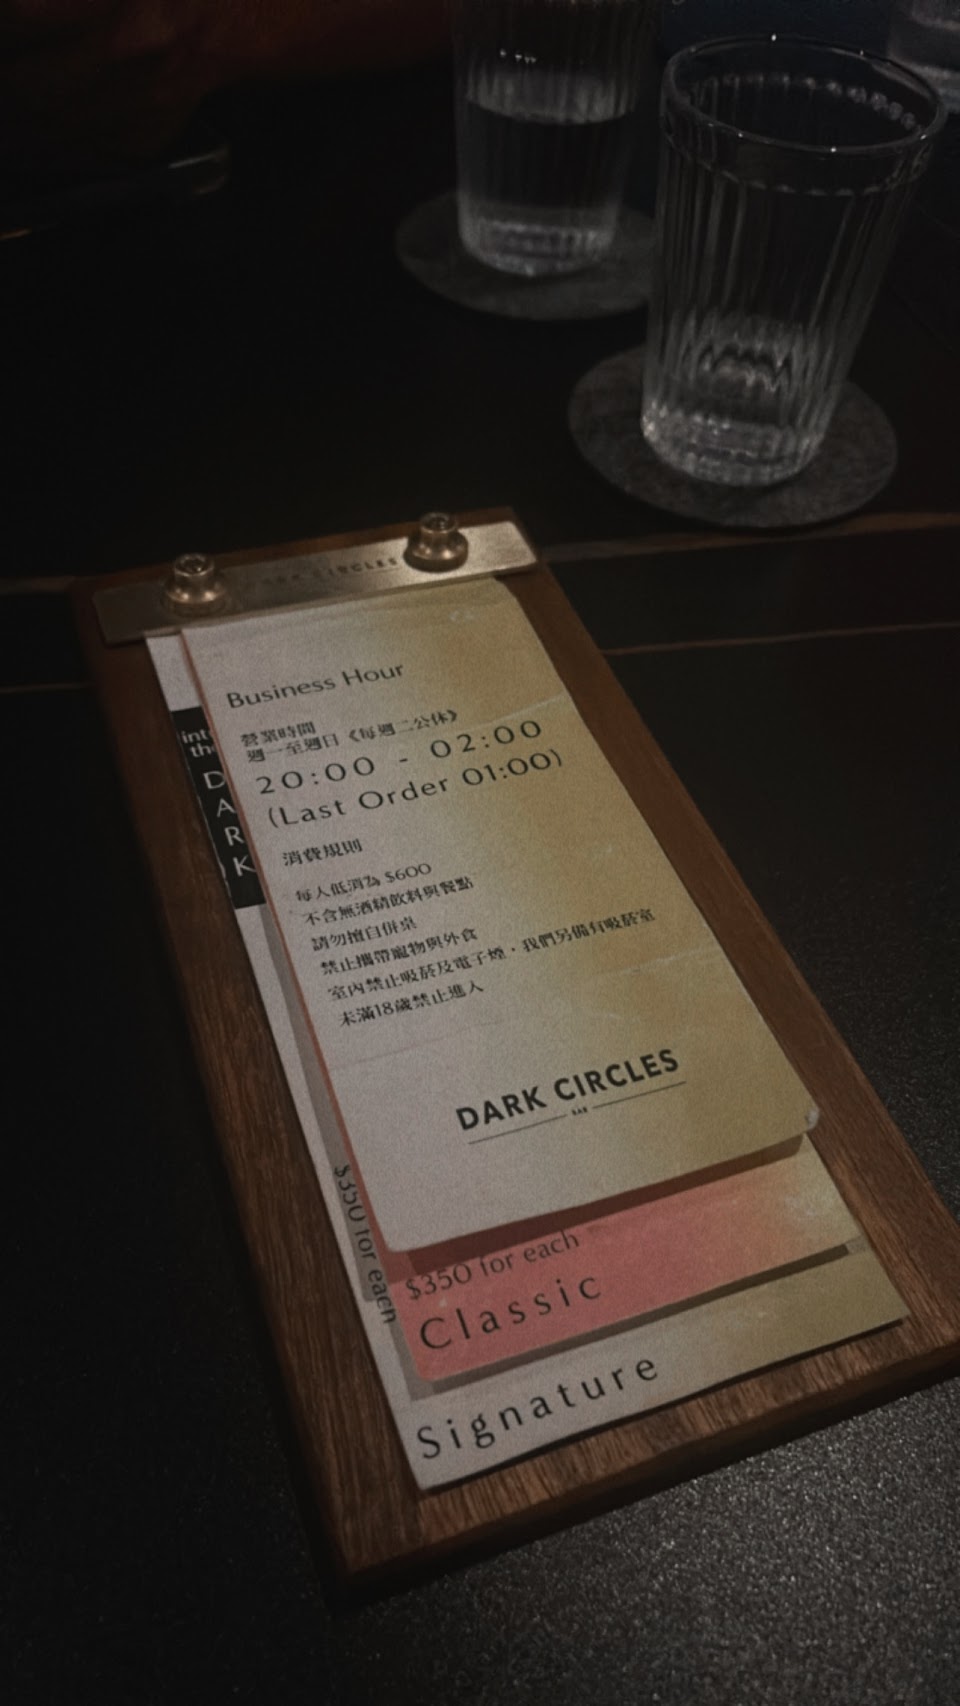 DARK CIRCLES
Business Hour
營業時間
週一至週日《每週二公休》
20:00 - 02:00
(Last Order 01:00)
消費規則
每人低消為 $600
不含無酒精飲料與餐點
請勿擅自併桌
禁止攜帶寵物與外食
室內禁止吸菸及電子煙，我們另備有吸菸室
未滿18歲禁止進入
DARK CIRCLES
BAR
DARK
$350 for each
$350 for each
Classic
Signature